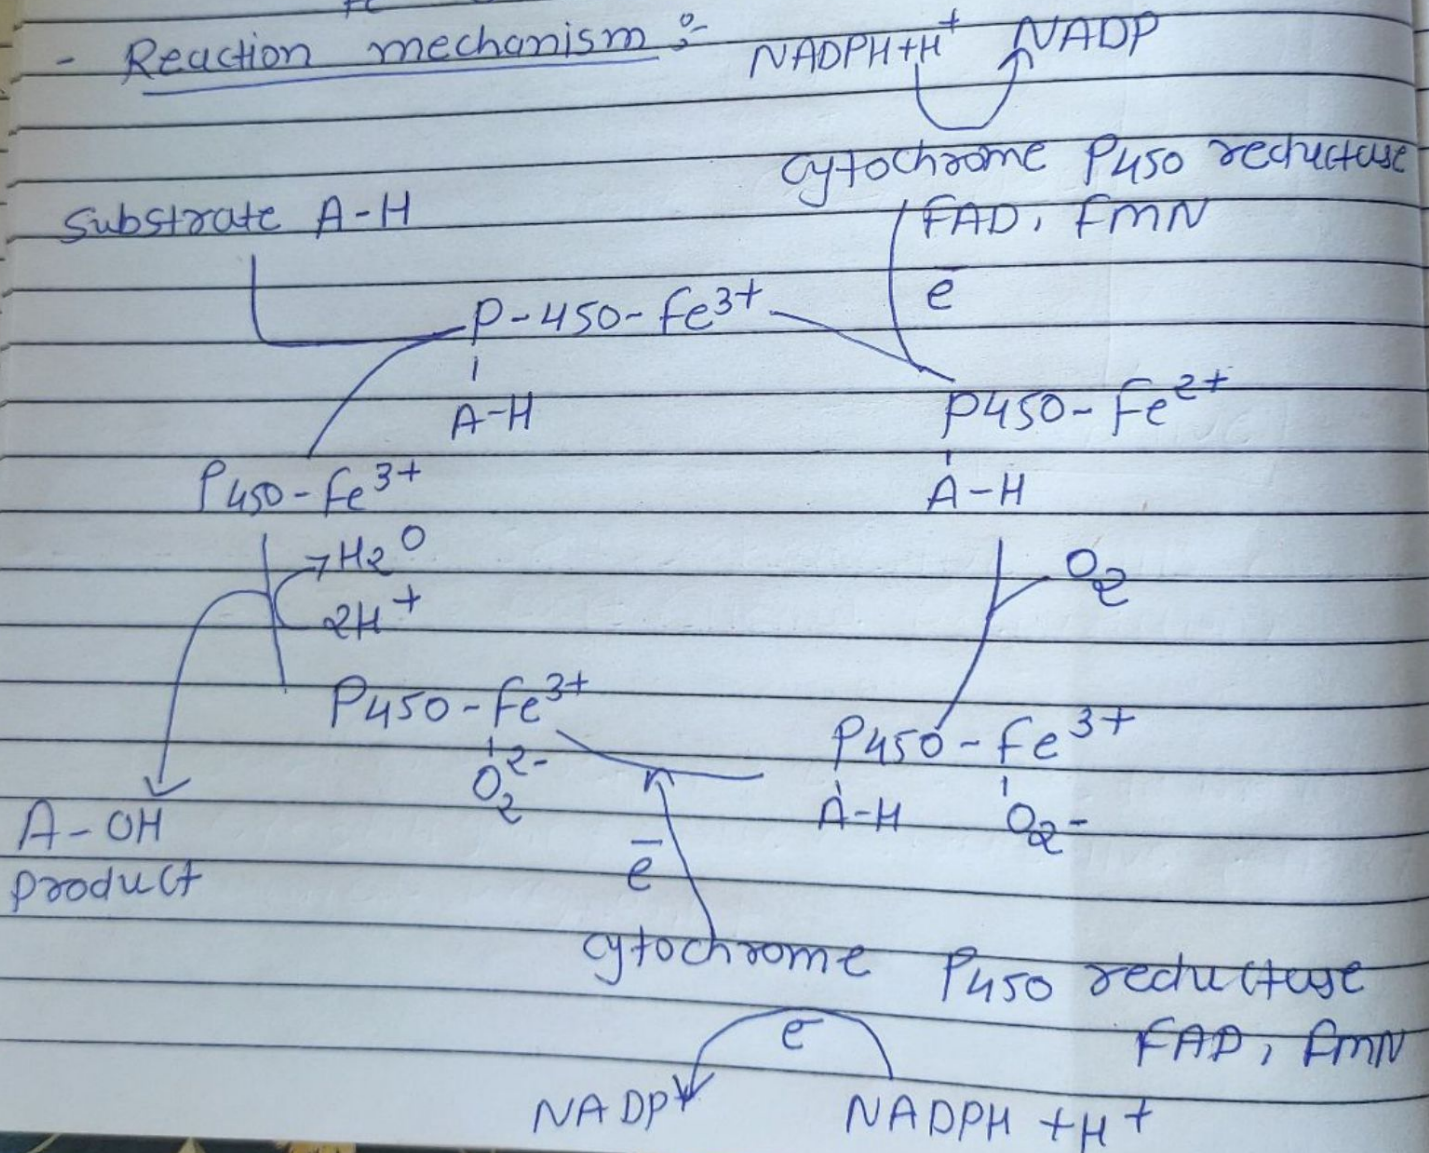 - Reaction mechanism :-
NADPH+H+ NADP
cytochrome P450 reductase
Substrate A-H
FAD, FMN
e-
P-450-Fe3+
A-H
P450-Fe2+
A-H
P450-Fe3+
H2O
O2
2H+
P450-Fe3+
O2 2-
P450-Fe3+
A-H O2-
A-OH
product
e-
cytochrome P450 reductase
e-
FAD, FMN
NADP NADPH +H+